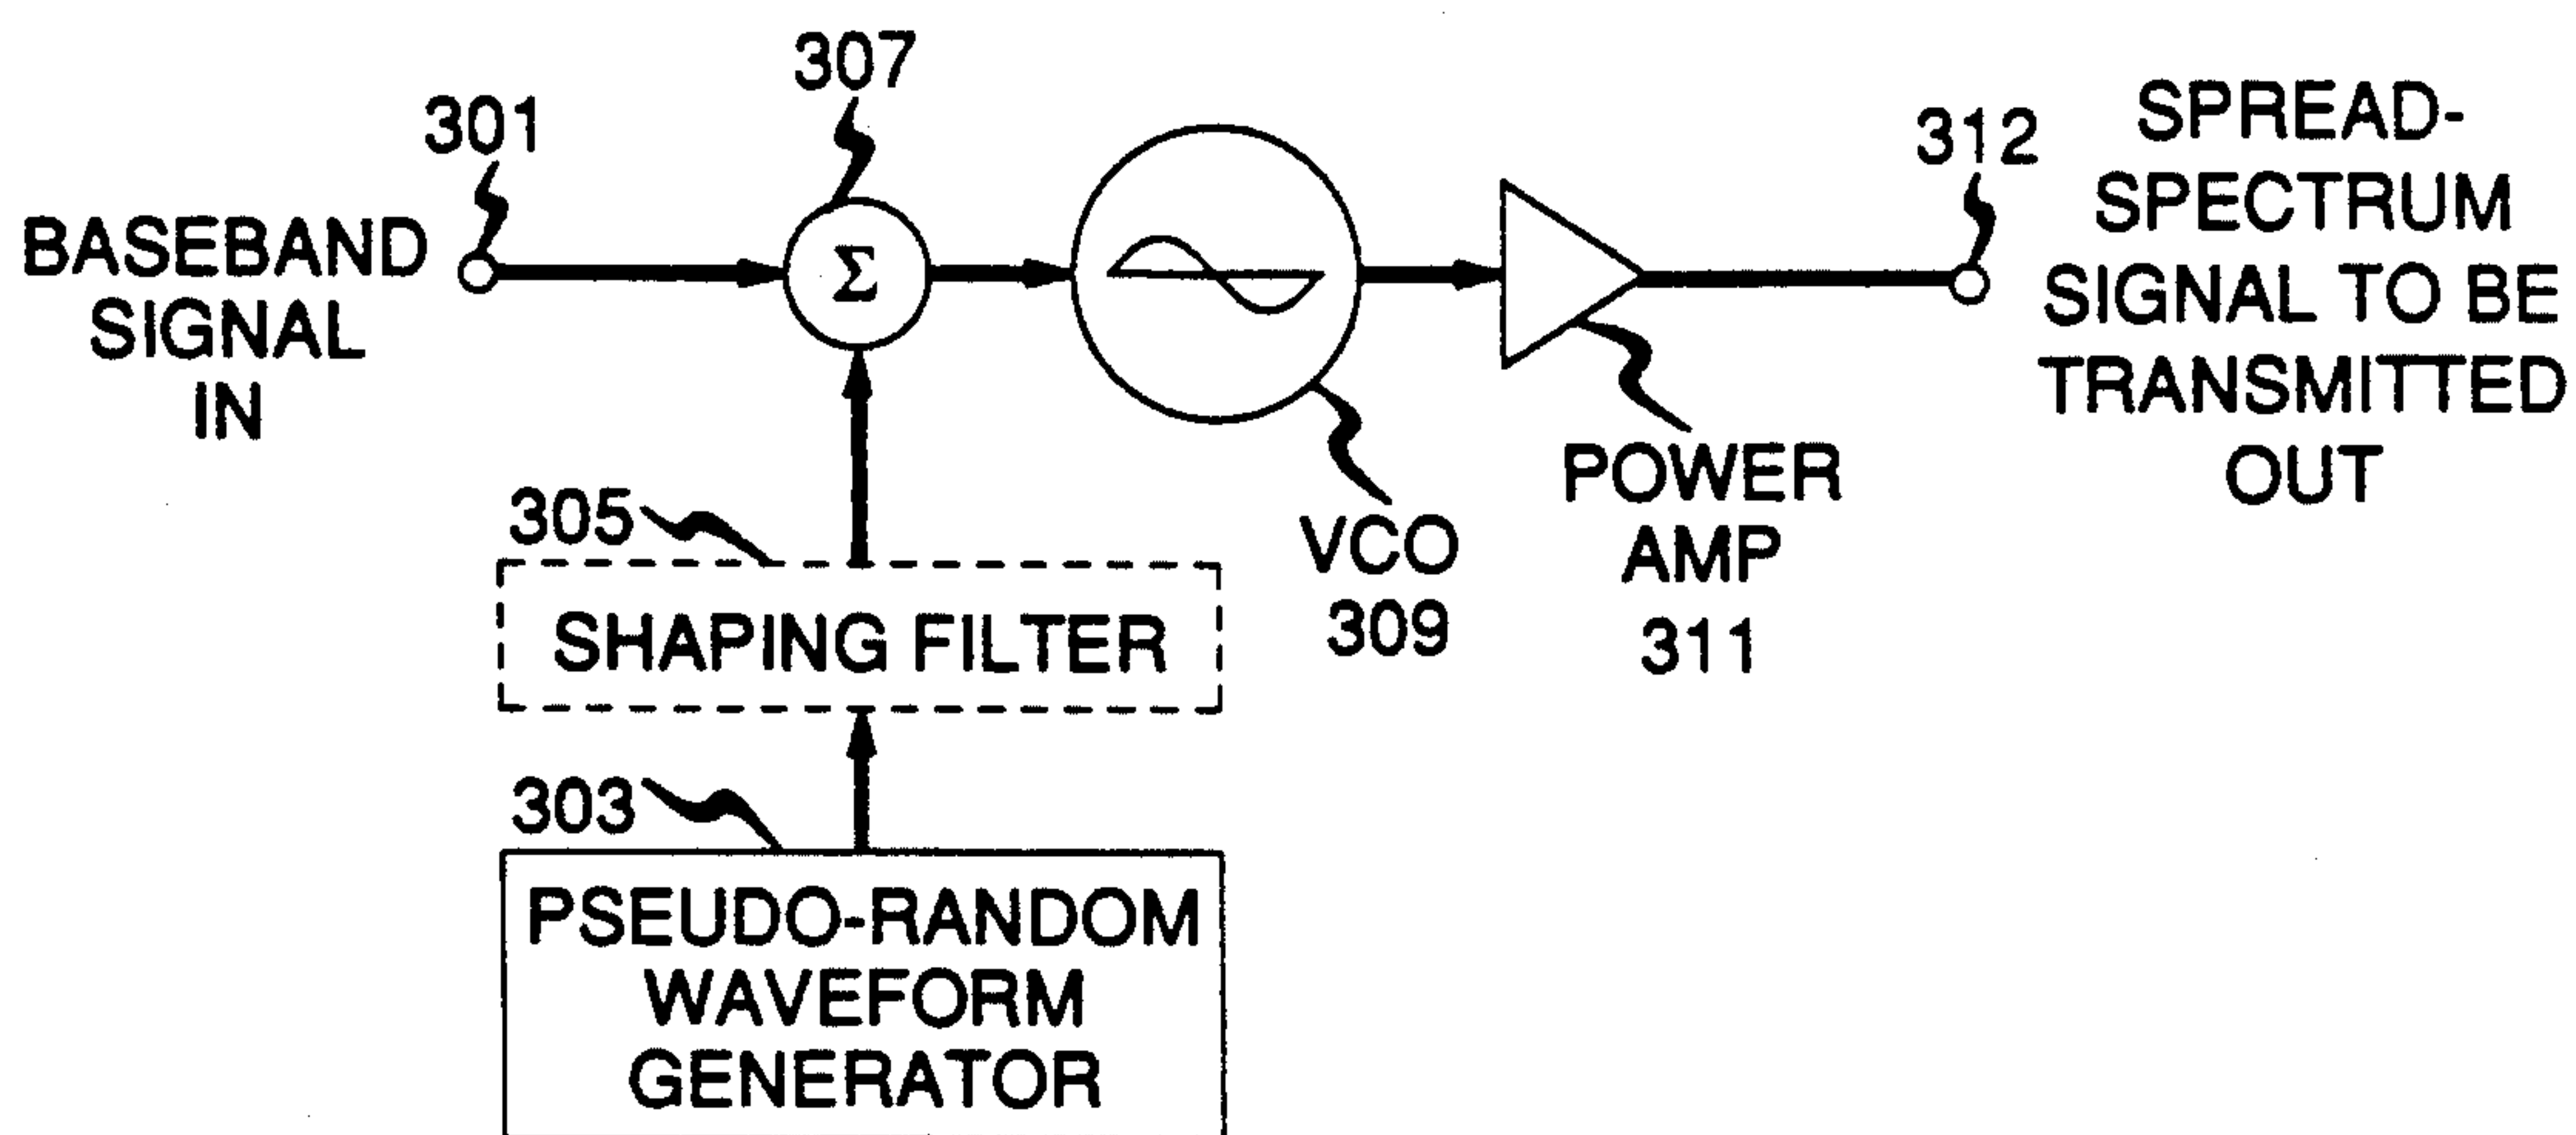 301
307
312
BASEBAND
SIGNAL
IN
Σ
SPREAD-
SPECTRUM
SIGNAL TO BE
TRANSMITTED
OUT
VCO
309
POWER
AMP
311
305
SHAPING FILTER
303
PSEUDO-RANDOM
WAVEFORM
GENERATOR